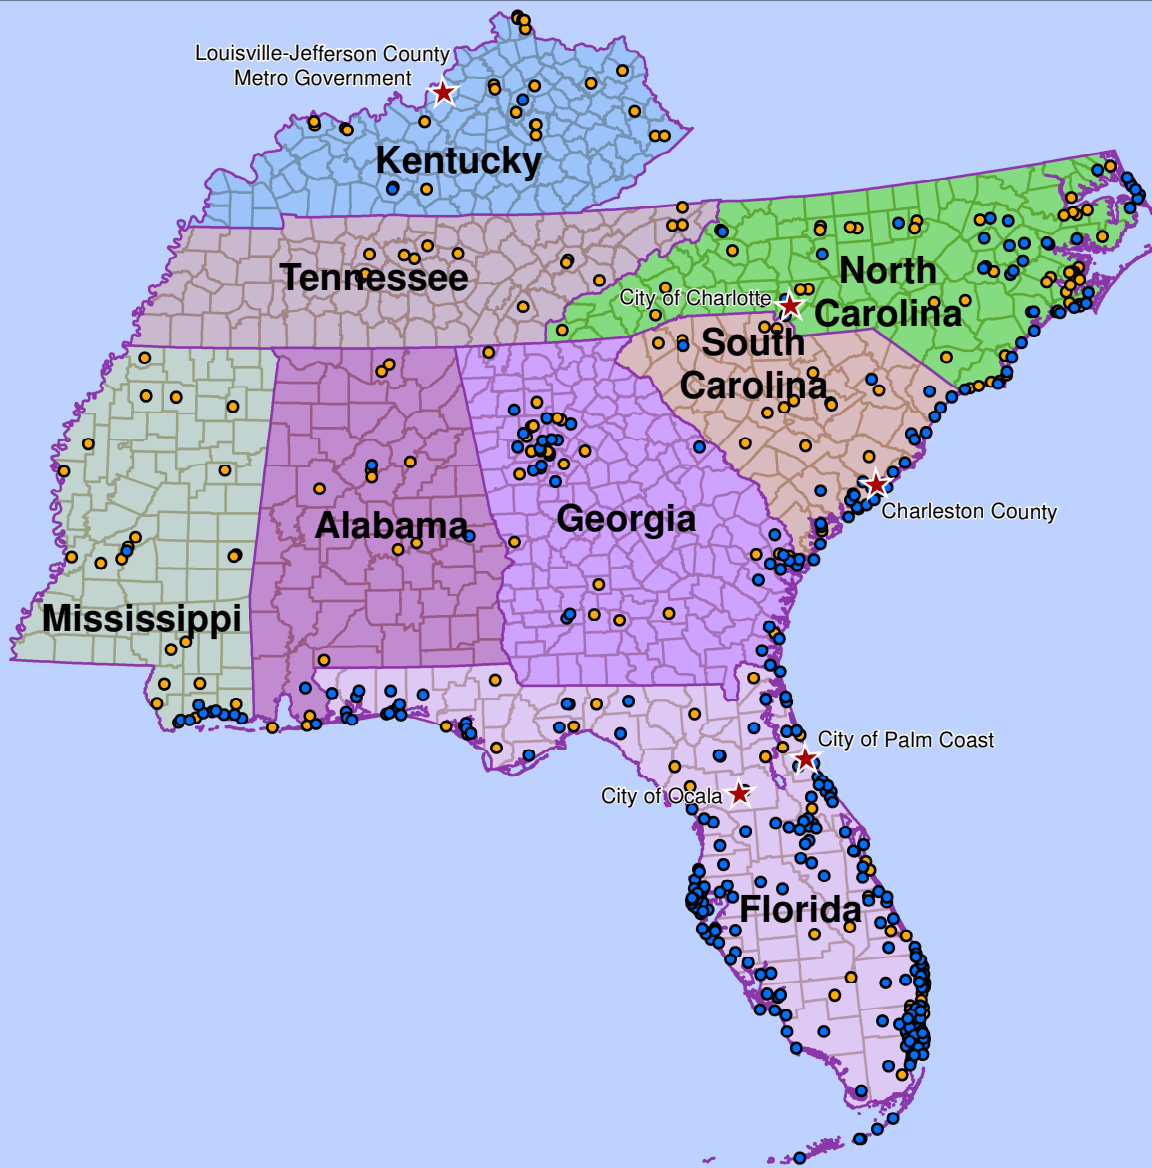 Louisville-Jefferson County
Metro Government
Kentucky
Tennessee
North
Carolina
City of Charlotte
South
Carolina
Charleston County
Alabama
Georgia
Mississippi
City of Palm Coast
City of Ocala
Florida